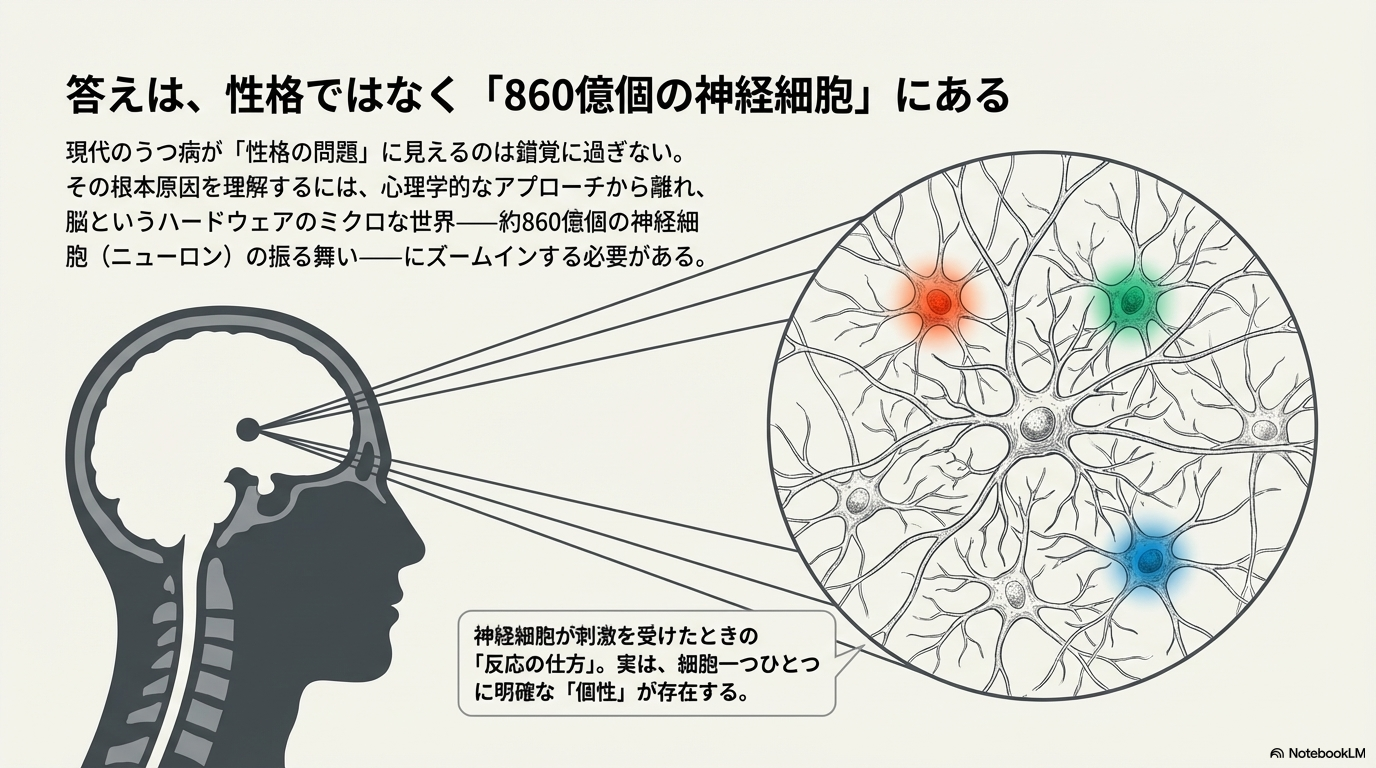 答えは、性格ではなく「860億個の神経細胞」にある
現代のうつ病が「性格の問題」に見えるのは錯覚に過ぎない。
その根本原因を理解するには、心理学的なアプローチから離れ、
脳というハードウェアのミクロな世界——約860億個の神経細
胞（ニューロン）の振る舞い——にズームインする必要がある。
神経細胞が刺激を受けたときの
「反応の仕方」。実は、細胞一つひとつ
に明確な「個性」が存在する。
NotebookLM